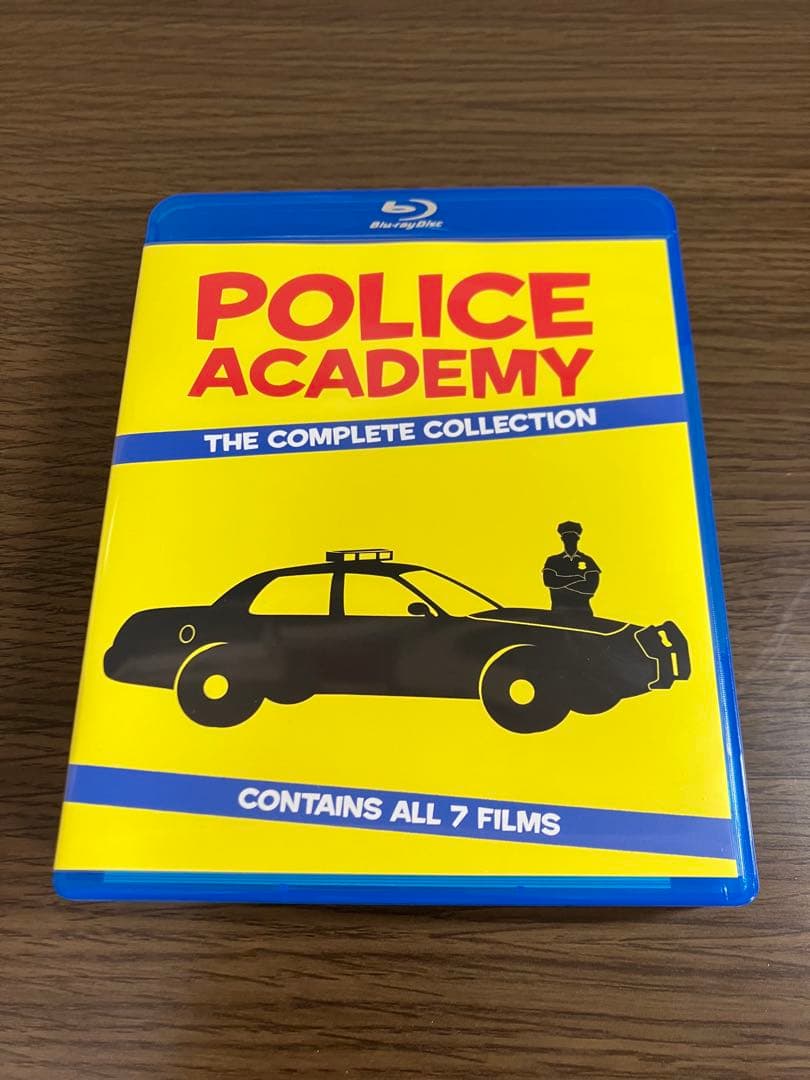 Blu-ray Disc
POLICE
ACADEMY
THE COMPLETE COLLECTION
CONTAINS ALL 7 FILMS